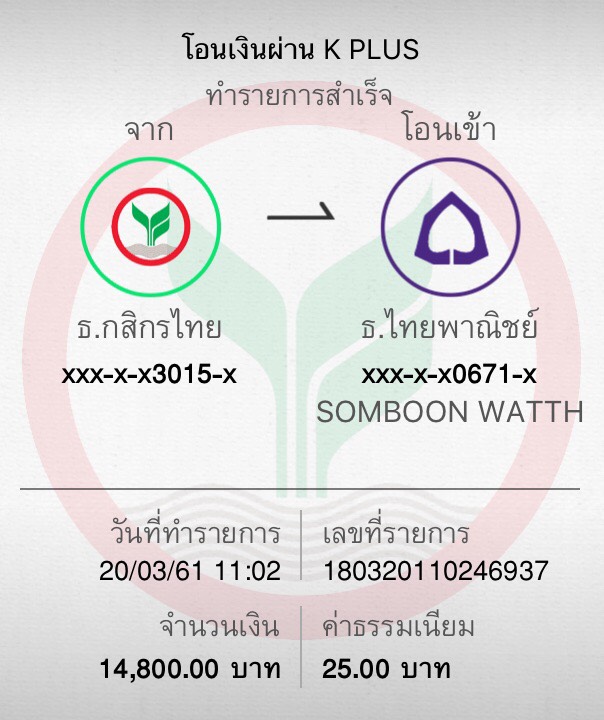 โอนเงินผ่าน K PLUS
ทำรายการสำเร็จ
จาก
โอนเข้า
ธ.กสิกรไทย
ธ.ไทยพาณิชย์
xxx-x-x3015-x
xxx-x-x0671-x
SOMBOON WATTH
วันที่ทำรายการ
เลขที่รายการ
20/03/61 11:02
180320110246937
จำนวนเงิน
ค่าธรรมเนียม
14,800.00 บาท
25.00 บาท